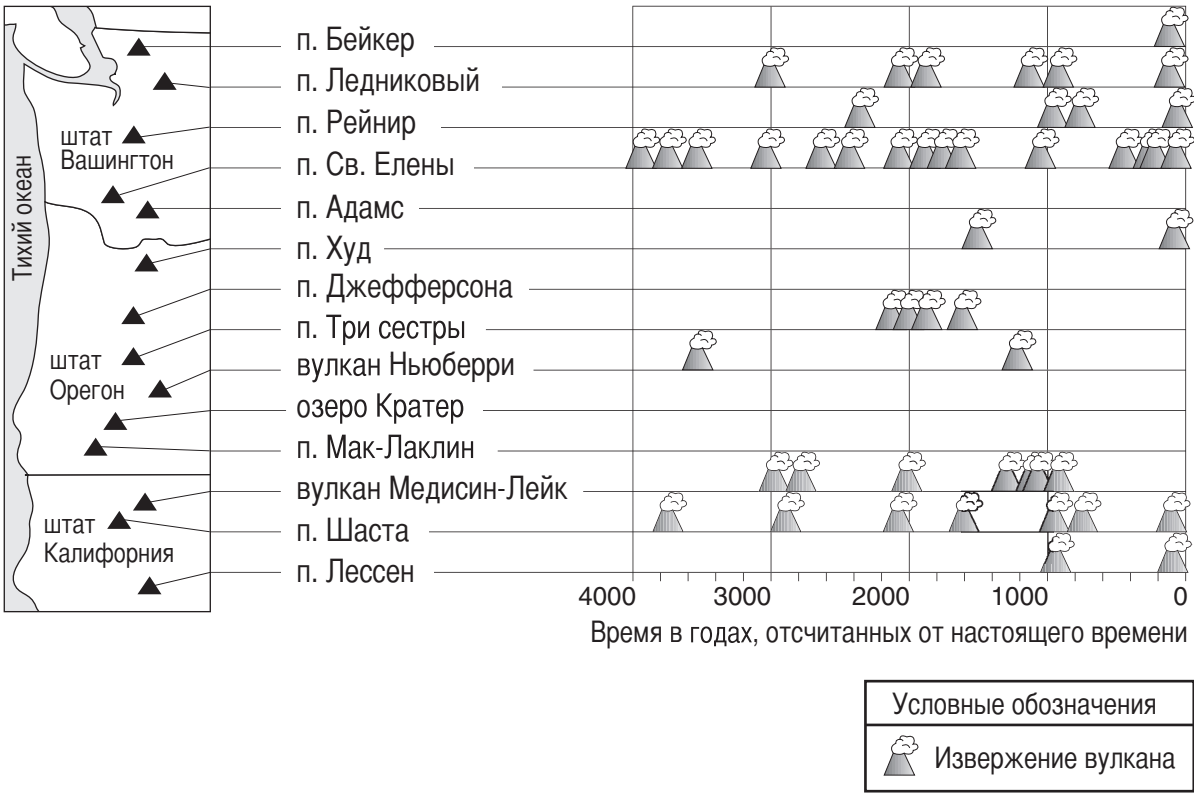 Тихий океан
штат
Вашингтон
штат
Орегон
штат
Калифорния
п. Бейкер
п. Ледниковый
п. Рейнир
п. Св. Елены
п. Адамс
п. Худ
п. Джефферсона
п. Три сестры
вулкан Ньюберри
озеро Кратер
п. Мак-Лаклин
вулкан Медисин-Лейк
п. Шаста
п. Лессен
4000 3000 2000 1000 0
Время в годах, отсчитанных от настоящего времени
Условные обозначения
Извержение вулкана